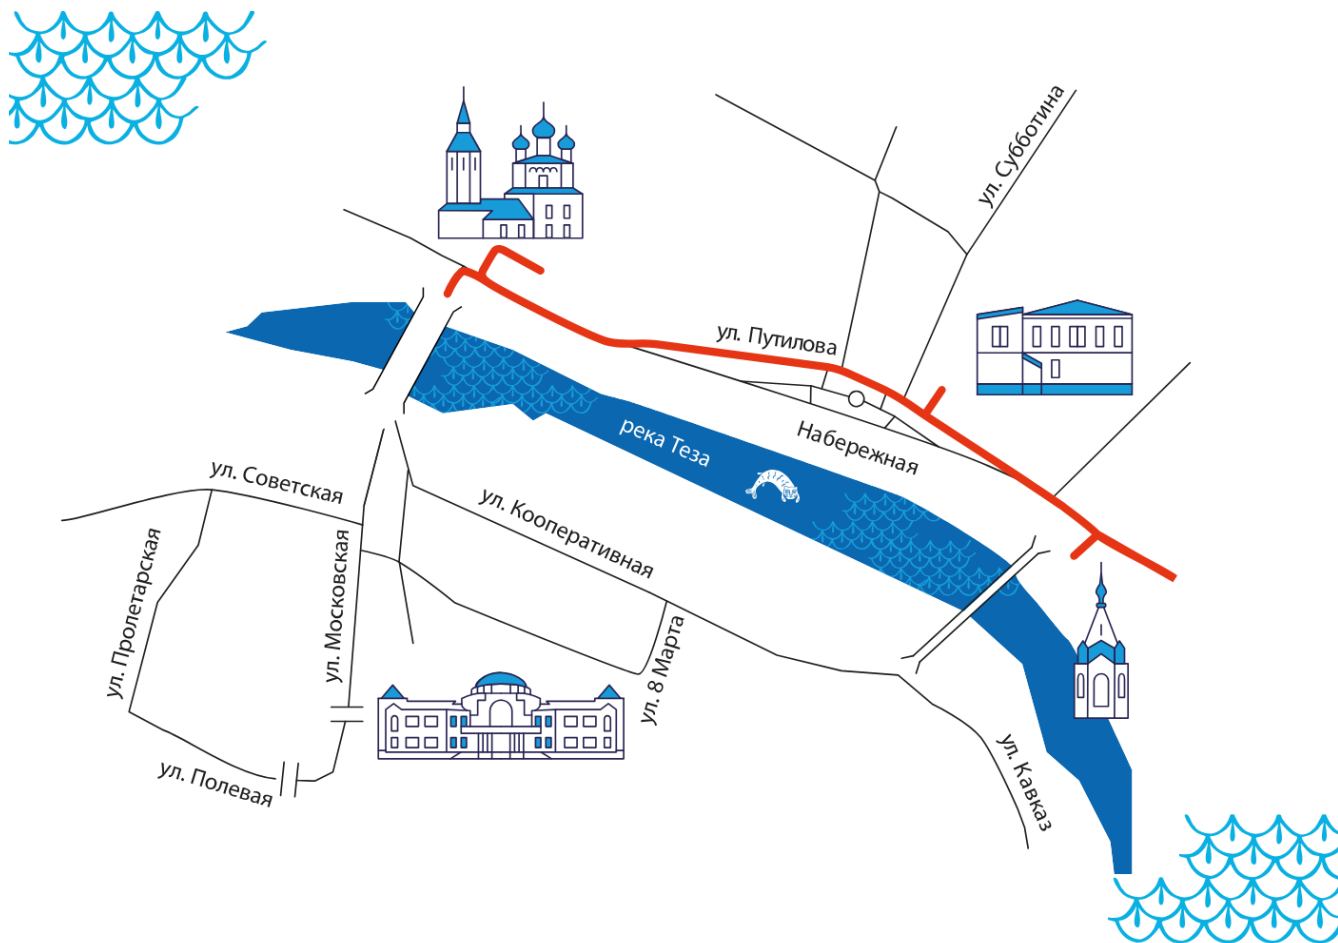 ул. Субботина
ул. Путилова
Набережная
река Теза
ул. Советская
ул. Кооперативная
ул. Пролетарская
ул. Московская
ул. 8 Марта
ул. Полевая
ул. Кавказ